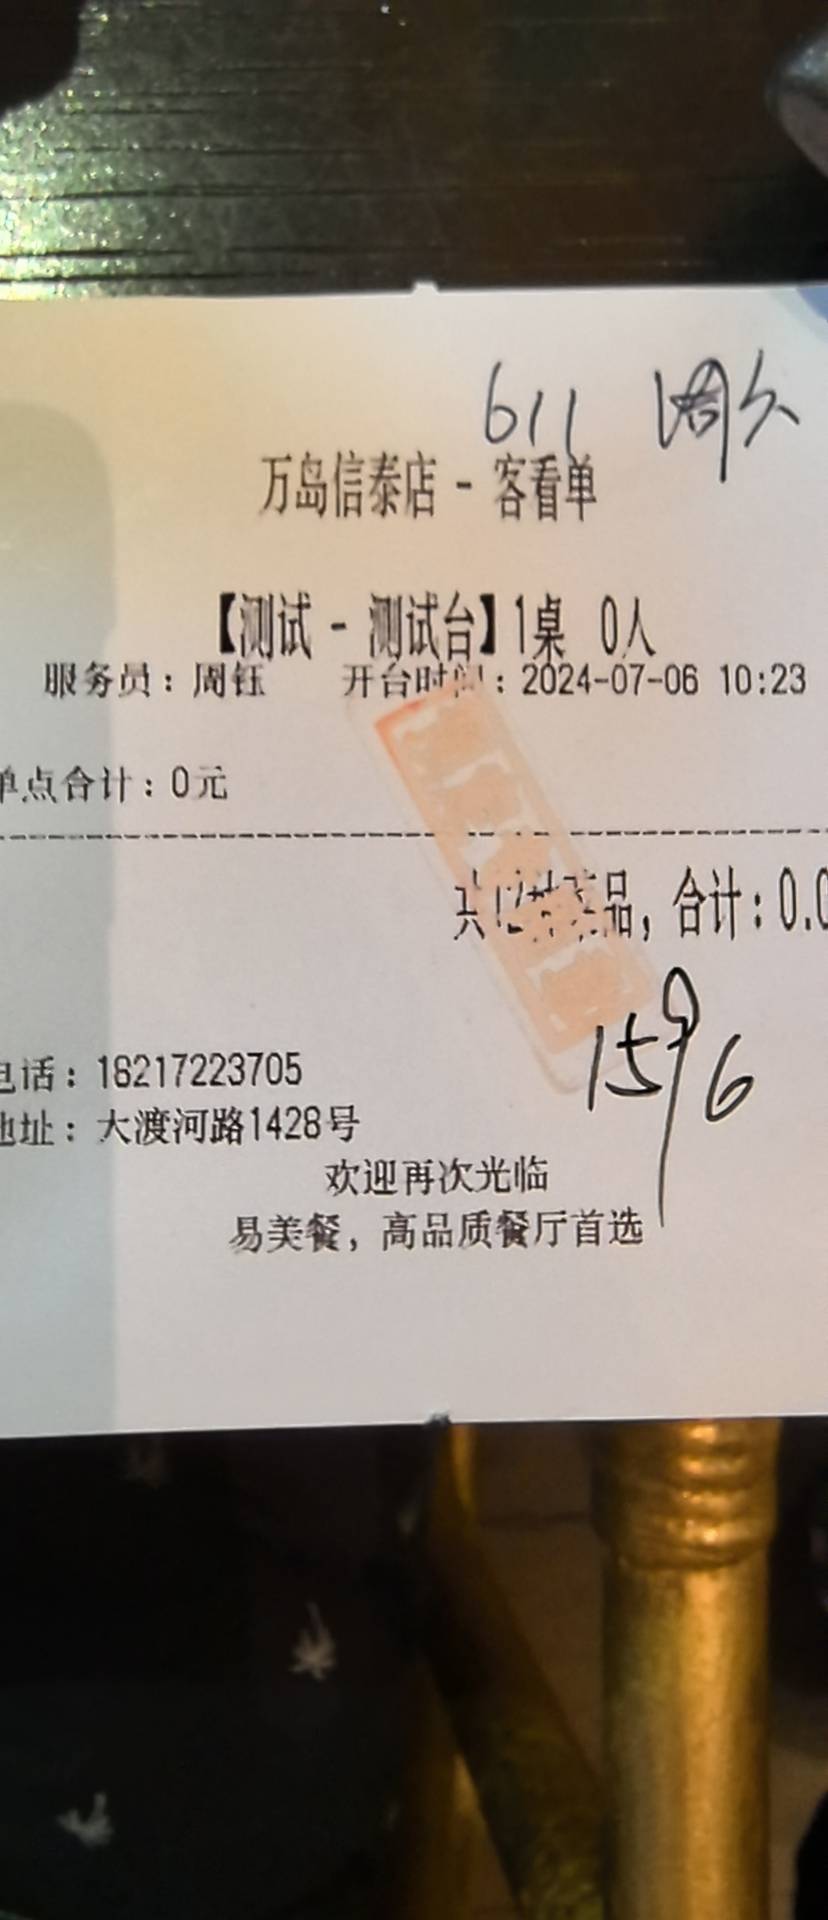 611
万岛信泰店 - 客看单
【测试 - 测试台】1桌 0人
服务员：周钰 开台时间：2024-07-06 10:23
单点合计：0元
品，合计：0.0
1596
电话：18217223705
地址：大渡河路1428号
欢迎再次光临
易美餐，高品质餐厅首选